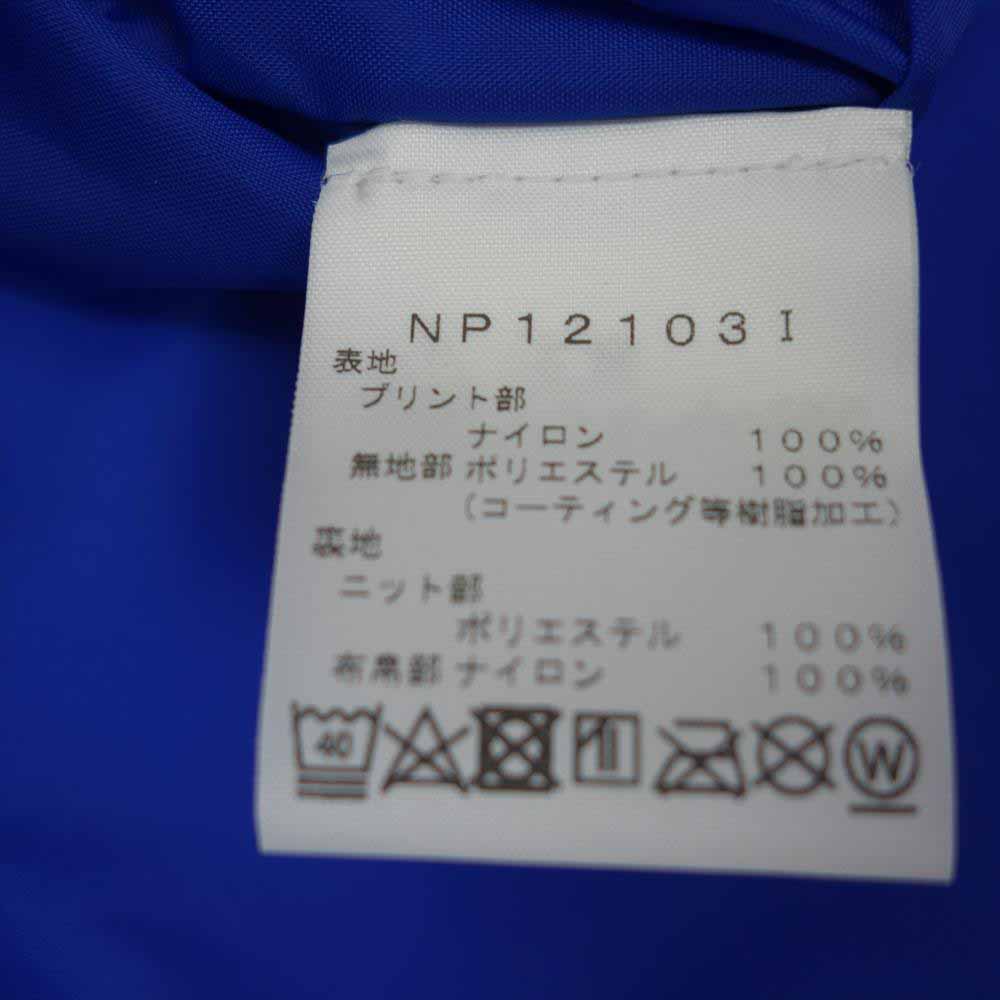 NP12103I
表地
プリント部
ナイロン 100%
無地部 ポリエステル 100%
(コーティング等樹脂加工)
裏地
ニット部
ポリエステル 100%
布帛部 ナイロン 100%
40 W